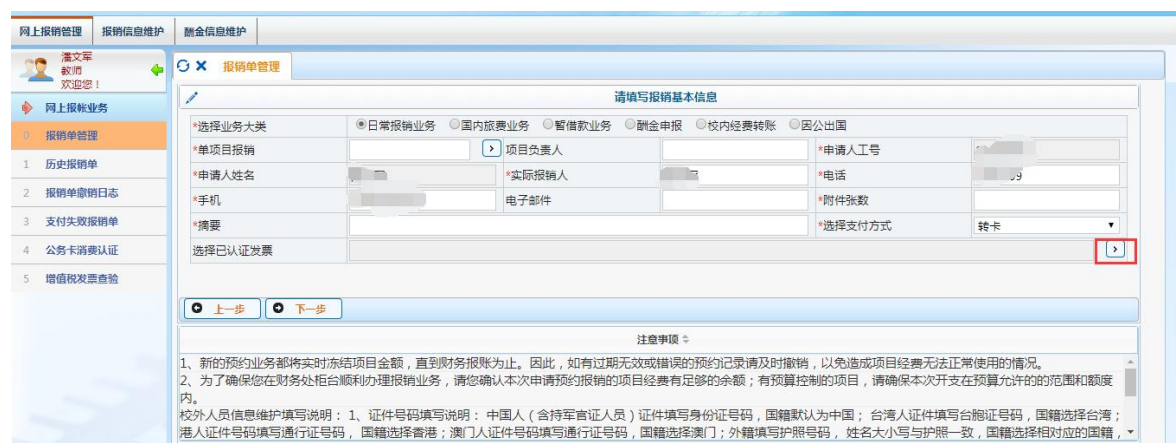 网上报销管理 报销信息维护 酬金信息维护
潘文军
教师
欢迎您！
报销单管理
网上报帐业务
请填写报销基本信息
0 报销单管理
*选择业务大类 日常报销业务 国内旅费业务 暂借款业务 酬金申报 校内经费转账 因公出国
*单项目报销 项目负责人 *申请人工号
1 历史报销单
*申请人姓名 *实际报销人 *电话
2 报销单撤销日志
*手机 电子邮件 *附件张数
3 支付失败报销单
*摘要 *选择支付方式 转卡
4 公务卡消费认证
选择已认证发票
5 增值税发票查验
上一步 下一步
注意事项
1、新的预约业务都将实时冻结项目金额，直到财务报账为止。因此，如有过期无效或错误的预约记录请及时撤销，以免造成项目经费无法正常使用的情况。
2、为了确保您在财务处柜台顺利办理报销业务，请您确认本次申请预约报销的项目经费有足够的余额；有预算控制的项目，请确保本次开支在预算允许的的范围和额度
内。
校外人员信息维护填写说明：1、证件号码填写说明：中国人（含持军官证人员）证件填写身份证号码，国籍默认为中国；台湾人证件填写台胞证号码，国籍选择台湾；
港人证件号码填写通行证号码，国籍选择香港；澳门人证件号码填写通行证号码，国籍选择澳门；外籍填写护照号码，姓名大小写与护照一致，国籍选择相对应的国籍，